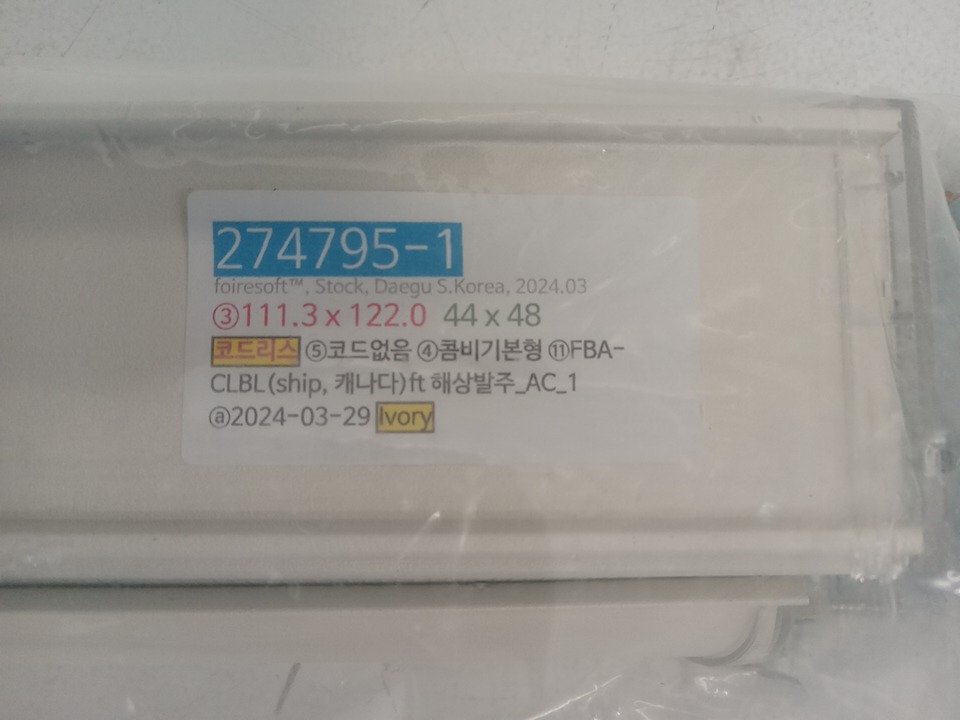 274795-1
foiresoft™, Stock, Daegu S.Korea, 2024.03
③111.3 x 122.0 44 x 48
코드리스 ⑤코드없음 ④콤비기본형 ⑪FBA-
CLBL(ship, 캐나다)ft 해상발주_AC_1
ⓐ2024-03-29 Ivory